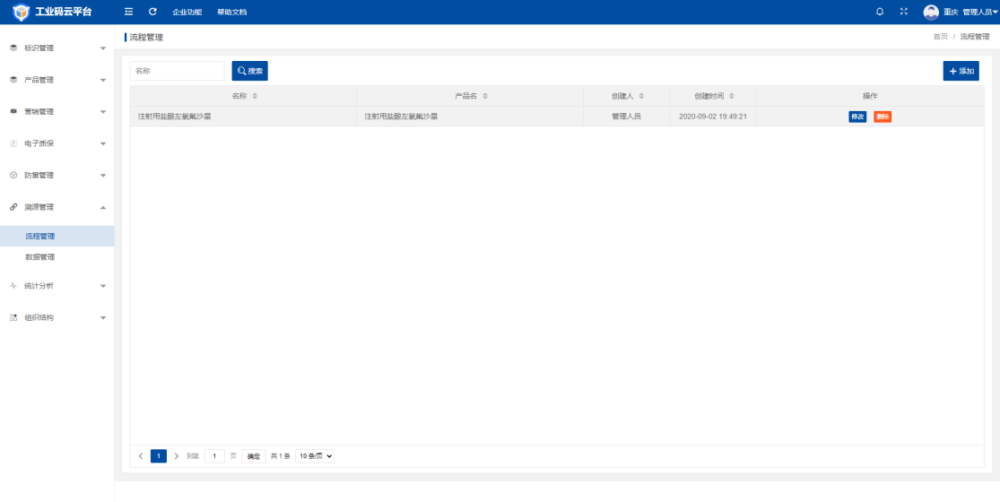 工业码云平台 企业功能 帮助文档 重庆 管理人员
流程管理 首页 / 流程管理
标识管理
产品管理
营销管理
电子质保
防窜管理
溯源管理
流程管理
数据管理
统计分析
组织结构
名称 搜索 添加
名称 产品名 创建人 创建时间 操作
注射用盐酸左氧氟沙星 注射用盐酸左氧氟沙星 管理人员 2020-09-02 19:49:21 修改 删除
1 到第 1 页 确定 共 1 条 10 条/页